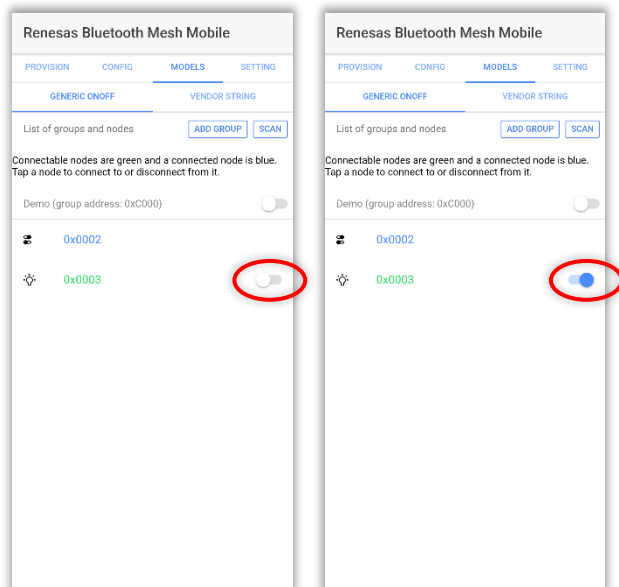 Renesas Bluetooth Mesh Mobile
PROVISION CONFIG MODELS SETTING
GENERIC ONOFF VENDOR STRING
List of groups and nodes ADD GROUP SCAN
Connectable nodes are green and a connected node is blue.
Tap a node to connect to or disconnect from it.
Demo (group address: 0xC000)
0x0002
0x0003
Renesas Bluetooth Mesh Mobile
PROVISION CONFIG MODELS SETTING
GENERIC ONOFF VENDOR STRING
List of groups and nodes ADD GROUP SCAN
Connectable nodes are green and a connected node is blue.
Tap a node to connect to or disconnect from it.
Demo (group address: 0xC000)
0x0002
0x0003